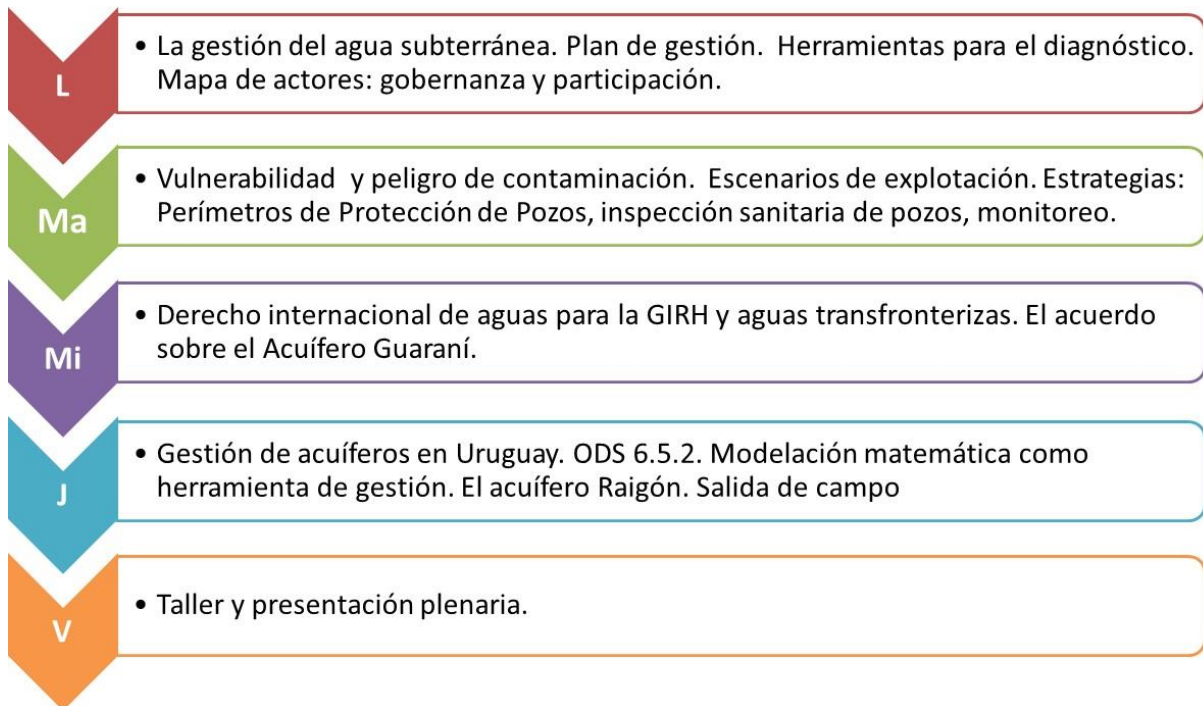 L
• La gestión del agua subterránea. Plan de gestión. Herramientas para el diagnóstico.
Mapa de actores: gobernanza y participación.
Ma
• Vulnerabilidad y peligro de contaminación. Escenarios de explotación. Estrategias:
Perímetros de Protección de Pozos, inspección sanitaria de pozos, monitoreo.
Mi
• Derecho internacional de aguas para la GIRH y aguas transfronterizas. El acuerdo
sobre el Acuífero Guaraní.
J
• Gestión de acuíferos en Uruguay. ODS 6.5.2. Modelación matemática como
herramienta de gestión. El acuífero Raigón. Salida de campo
V
• Taller y presentación plenaria.